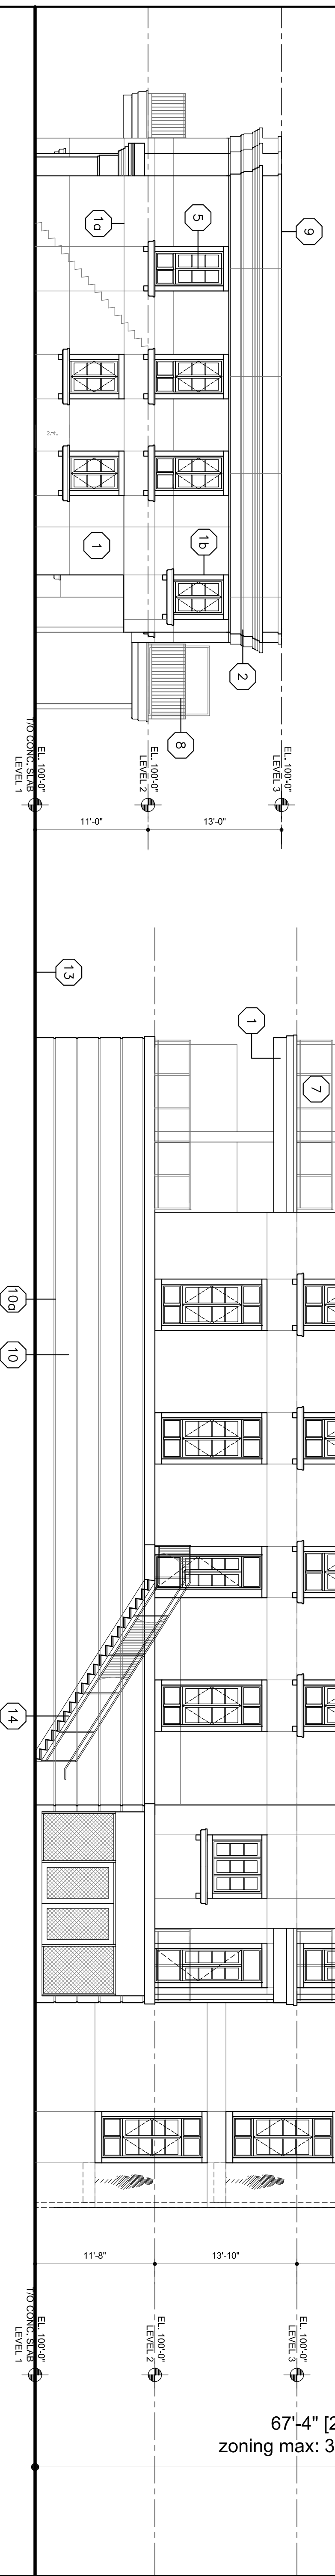 9
1a
5
1
1b
2
8
EL. 100'-0"
LEVEL 3
EL. 100'-0"
LEVEL 2
EL. 100'-0"
T/O CONC. SLAB
LEVEL 1
11'-0"
13'-0"
13
1
7
10a
10
14
11'-8"
13'-10"
EL. 100'-0"
LEVEL 3
EL. 100'-0"
LEVEL 2
EL. 100'-0"
T/O CONC. SLAB
LEVEL 1
67'-4" [2
zoning max: 3